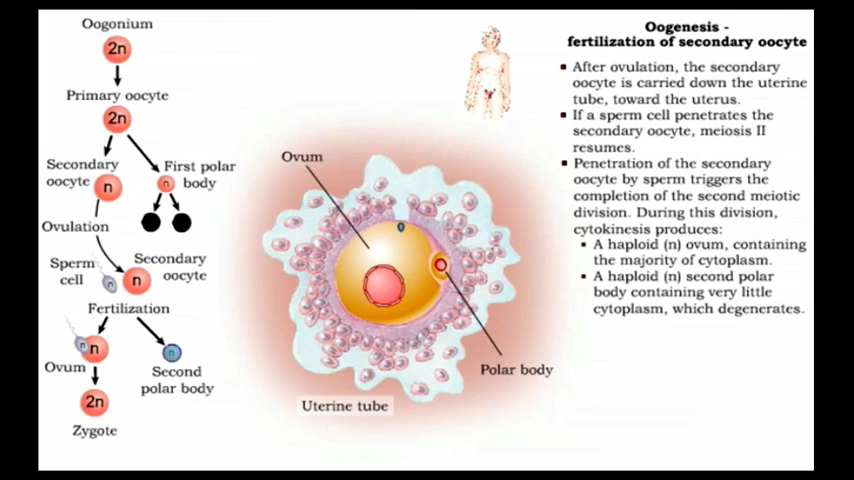 Oogonium
2n
Primary oocyte
2n
Secondary
oocyte
n
First polar
body
n
Ovulation
Sperm
cell
n
n
Secondary
oocyte
Fertilization
n
n
Ovum
n
Second
polar body
2n
Zygote
Ovum
Polar body
Uterine tube
Oogenesis -
fertilization of secondary oocyte
▪ After ovulation, the secondary
oocyte is carried down the uterine
tube, toward the uterus.
▪ If a sperm cell penetrates the
secondary oocyte, meiosis II
resumes.
▪ Penetration of the secondary
oocyte by sperm triggers the
completion of the second meiotic
division. During this division,
cytokinesis produces:
▪ A haploid (n) ovum, containing
the majority of cytoplasm.
▪ A haploid (n) second polar
body containing very little
cytoplasm, which degenerates.